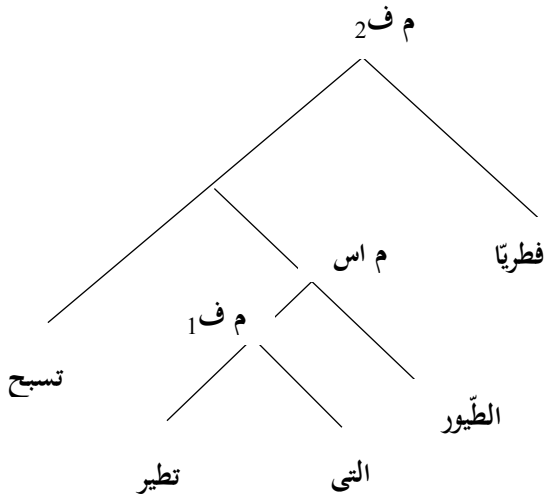 م ف2
م اس
فطريّا
م ف1
تسبح
الطّيور
التى
تطير